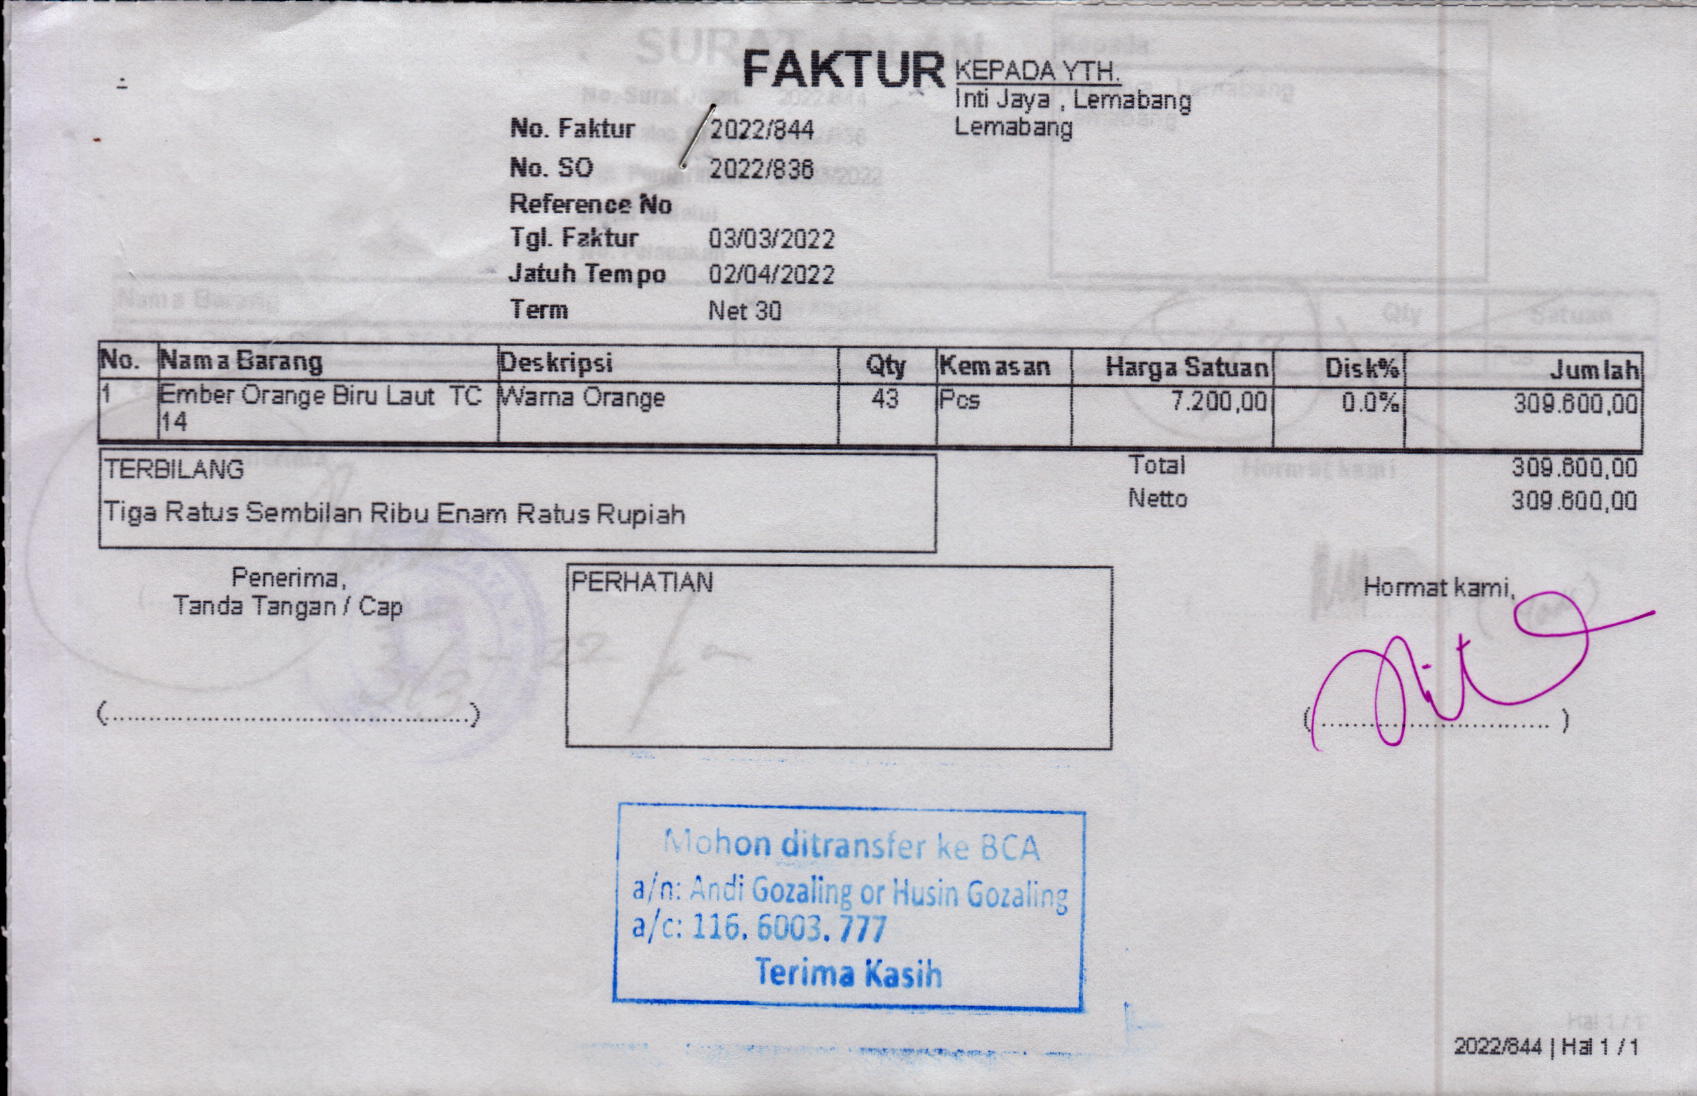 FAKTUR
KEPADA YTH.
Inti Jaya , Lemabang
Lemabang
No. Faktur 2022/844
No. SO 2022/836
Reference No
Tgl. Faktur 03/03/2022
Jatuh Tempo 02/04/2022
Term Net 30
No. Nama Barang Deskripsi Qty Kemasan Harga Satuan Disk% Jumlah
1 Ember Orange Biru Laut TC Warna Orange 43 Pcs 7.200,00 0.0% 309.600,00
14
TERBILANG
Tiga Ratus Sembilan Ribu Enam Ratus Rupiah
Total 309.600,00
Netto 309.600,00
Penerima,
Tanda Tangan / Cap
(................................................)
PERHATIAN
Hormat kami,
(.............................. )
Mohon ditransfer ke BCA
a/n: Andi Gozaling or Husin Gozaling
a/c: 116. 6003. 777
Terima Kasih
2022/844 | Hal 1 / 1